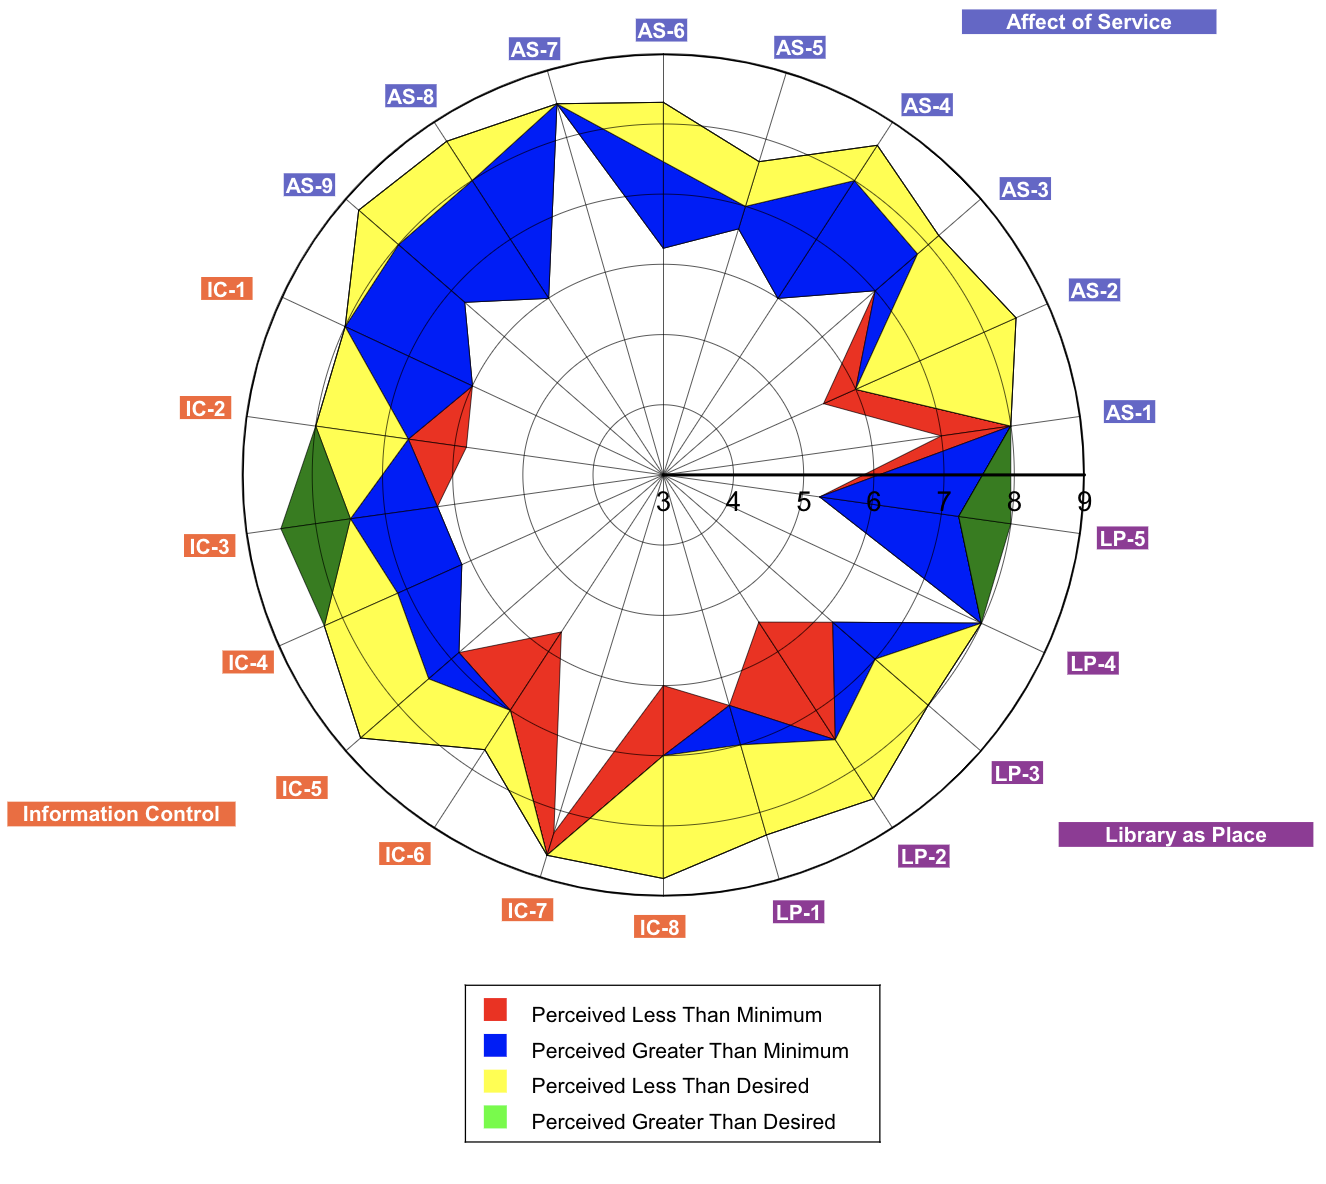 Affect of Service
AS-6
AS-5
AS-7
AS-8
AS-4
AS-9
AS-3
IC-1
AS-2
IC-2
AS-1
3 4 5 6 7 8 9
IC-3
LP-5
IC-4
LP-4
IC-5
LP-3
Information Control
Library as Place
IC-6
LP-2
IC-7
LP-1
IC-8
Perceived Less Than Minimum
Perceived Greater Than Minimum
Perceived Less Than Desired
Perceived Greater Than Desired